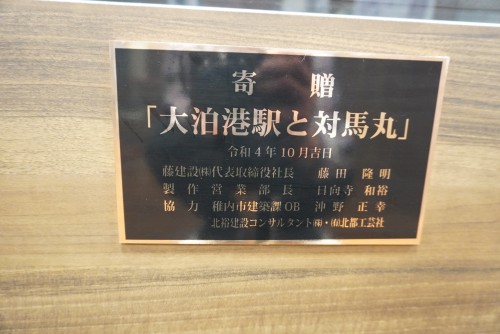 寄 贈
「大泊港駅と対馬丸」
令和4年10月吉日
藤建設㈱代表取締役社長 藤田 隆明
製作営業部長 日向寺 和裕
協力 稚内市建築課OB 沖野 正幸
北裕建設コンサルタント㈱・㈲北都工芸社